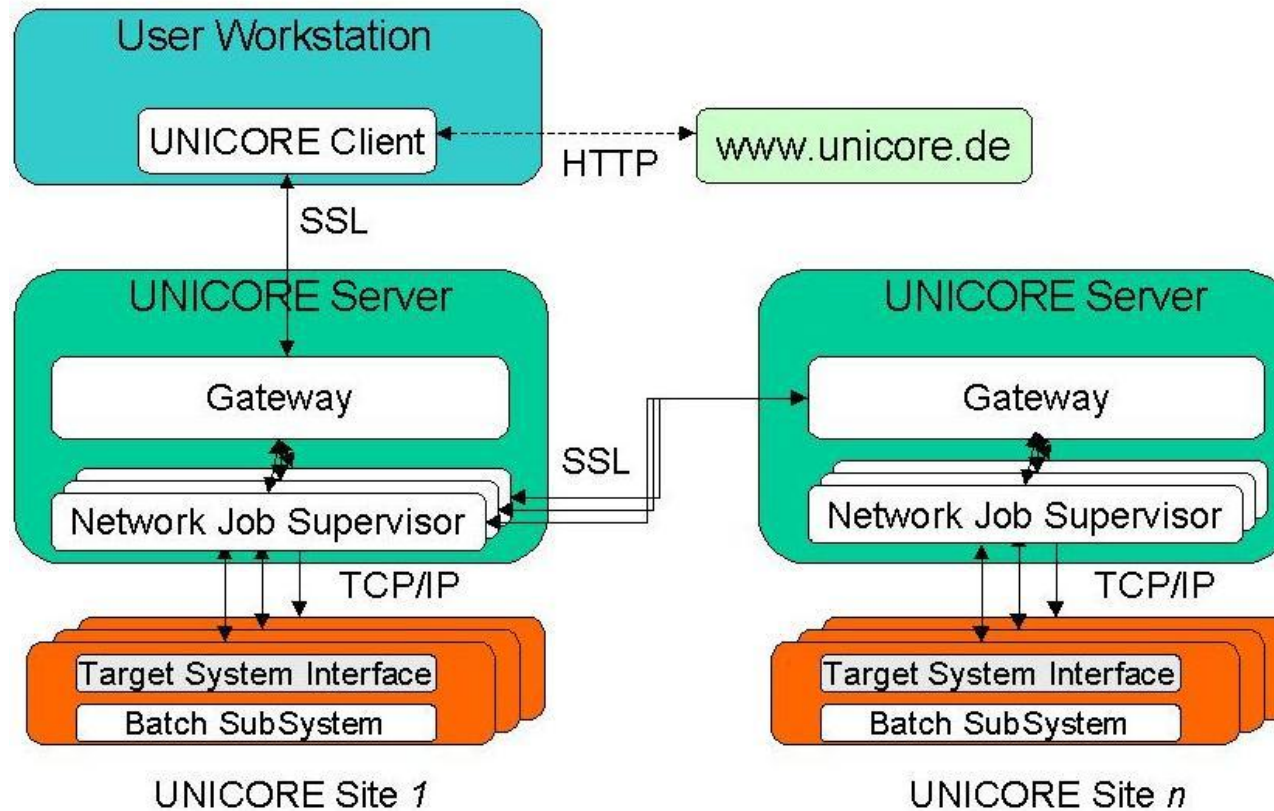 User Workstation
UNICORE Client
HTTP
www.unicore.de
SSL
UNICORE Server
Gateway
Network Job Supervisor
SSL
TCP/IP
Target System Interface
Batch SubSystem
UNICORE Site 1
UNICORE Server
Gateway
Network Job Supervisor
TCP/IP
Target System Interface
Batch SubSystem
UNICORE Site n